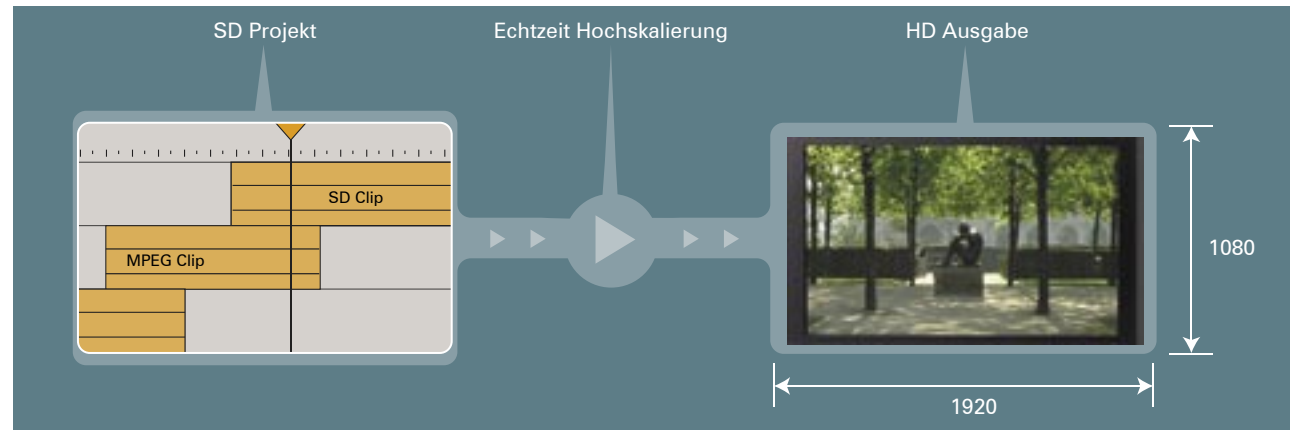 SD Projekt
Echtzeit Hochskalierung
HD Ausgabe
SD Clip
MPEG Clip
1080
1920